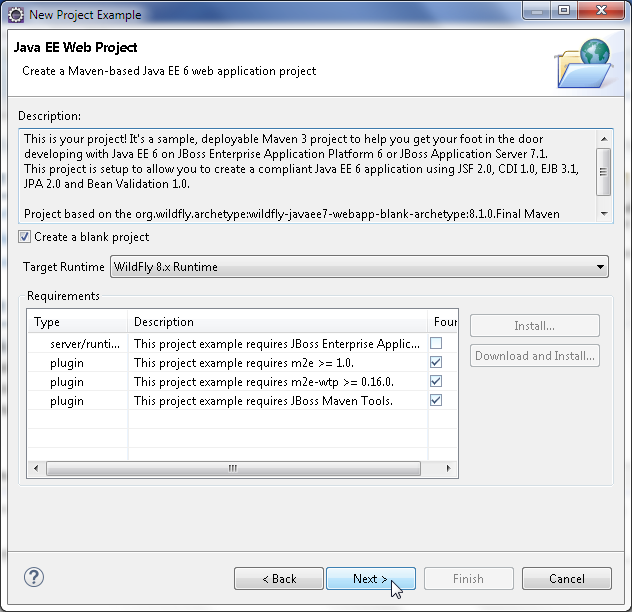 New Project Example
Java EE Web Project
Create a Maven-based Java EE 6 web application project
Description:
This is your project! It's a sample, deployable Maven 3 project to help you get your foot in the door
developing with Java EE 6 on JBoss Enterprise Application Platform 6 or JBoss Application Server 7.1.
This project is setup to allow you to create a compliant Java EE 6 application using JSF 2.0, CDI 1.0, EJB 3.1,
JPA 2.0 and Bean Validation 1.0.
Project based on the org.wildfly.archetype:wildfly-javaee7-webapp-blank-archetype:8.1.0.Final Maven
Create a blank project
Target Runtime WildFly 8.x Runtime
Requirements
Type Description Four
server/runti... This project example requires JBoss Enterprise Applic...
plugin This project example requires m2e >= 1.0.
plugin This project example requires m2e-wtp >= 0.16.0.
plugin This project example requires JBoss Maven Tools.
Install...
Download and Install...
? < Back Next > Finish Cancel